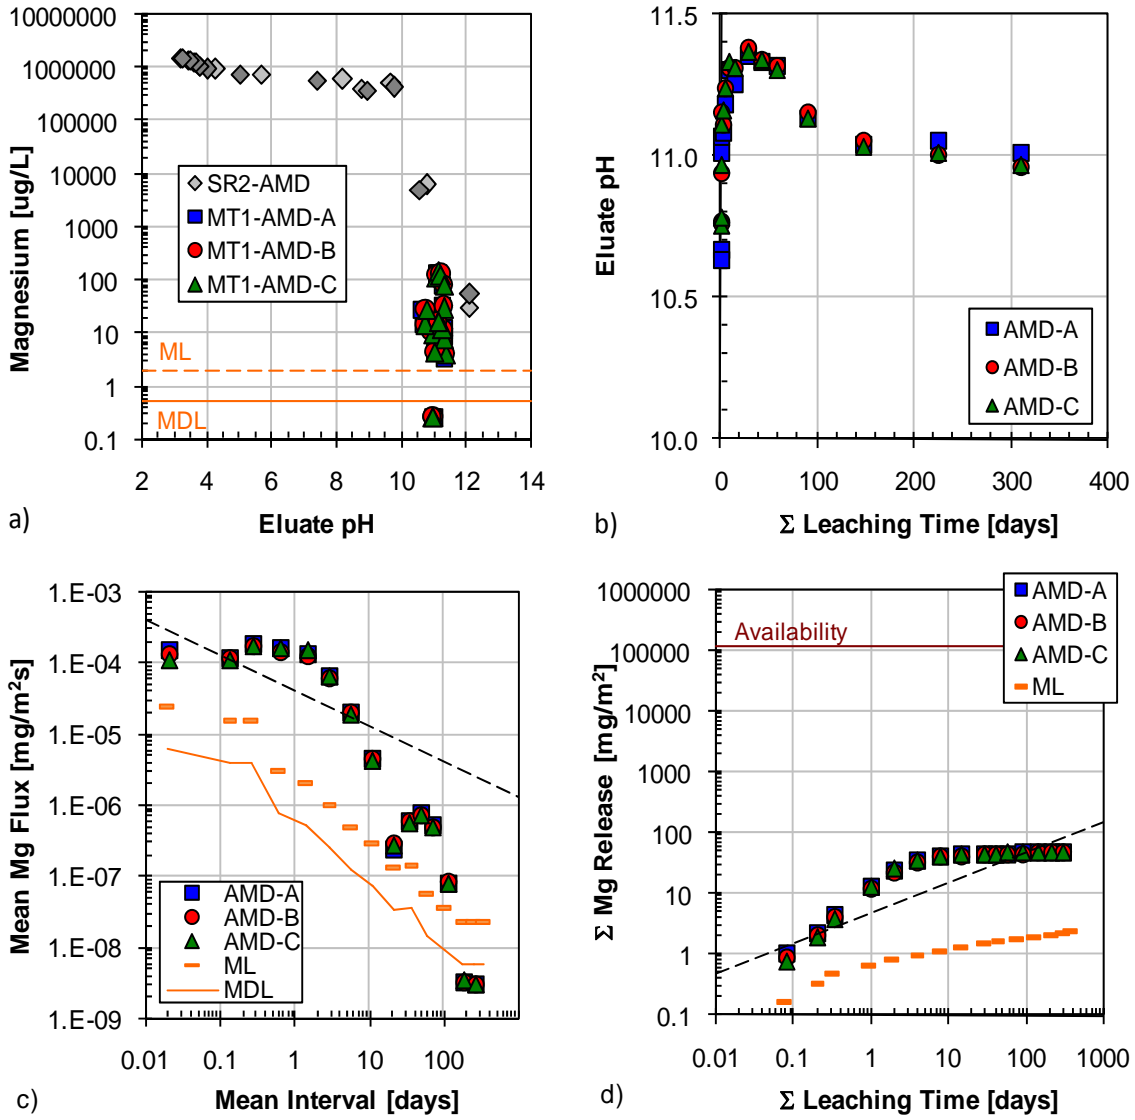 10000000
1000000
100000
10000
1000
100
10
1
0.1
Magnesium [ug/L]
SR2-AMD
MT1-AMD-A
MT1-AMD-B
MT1-AMD-C
ML
MDL
2 4 6 8 10 12 14
Eluate pH
a)
11.5
11.0
10.5
10.0
Eluate pH
AMD-A
AMD-B
AMD-C
0 100 200 300 400
Σ Leaching Time [days]
b)
1.E-03
1.E-04
1.E-05
1.E-06
1.E-07
1.E-08
1.E-09
Mean Mg Flux [mg/m²s]
AMD-A
AMD-B
AMD-C
ML
MDL
0.01 0.1 1 10 100
Mean Interval [days]
c)
1000000
100000
10000
1000
100
10
1
0.1
Σ Mg Release [mg/m²]
Availability
AMD-A
AMD-B
AMD-C
ML
0.01 0.1 1 10 100 1000
Σ Leaching Time [days]
d)